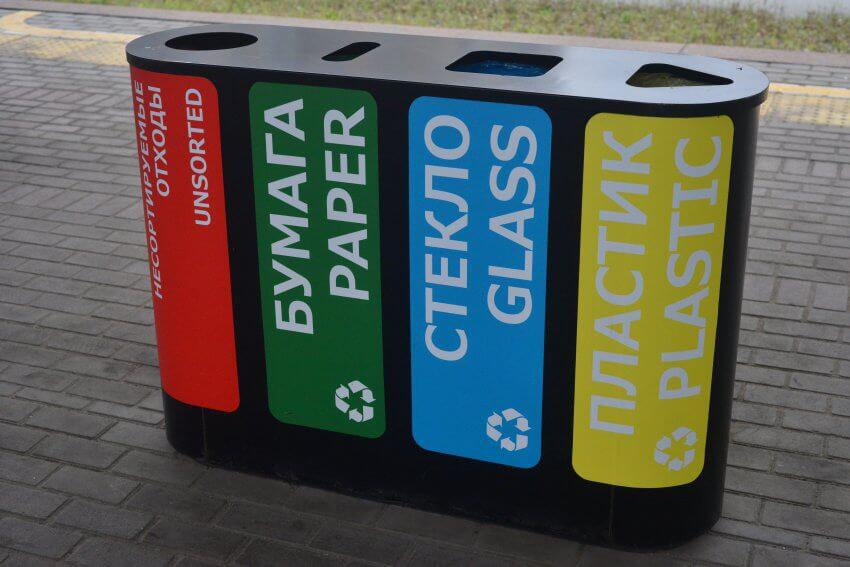 НЕСОРТИРУЕМЫЕ
ОТХОДЫ
UNSORTED
БУМАГА
PAPER
СТЕКЛО
GLASS
ПЛАСТИК
PLASTIC